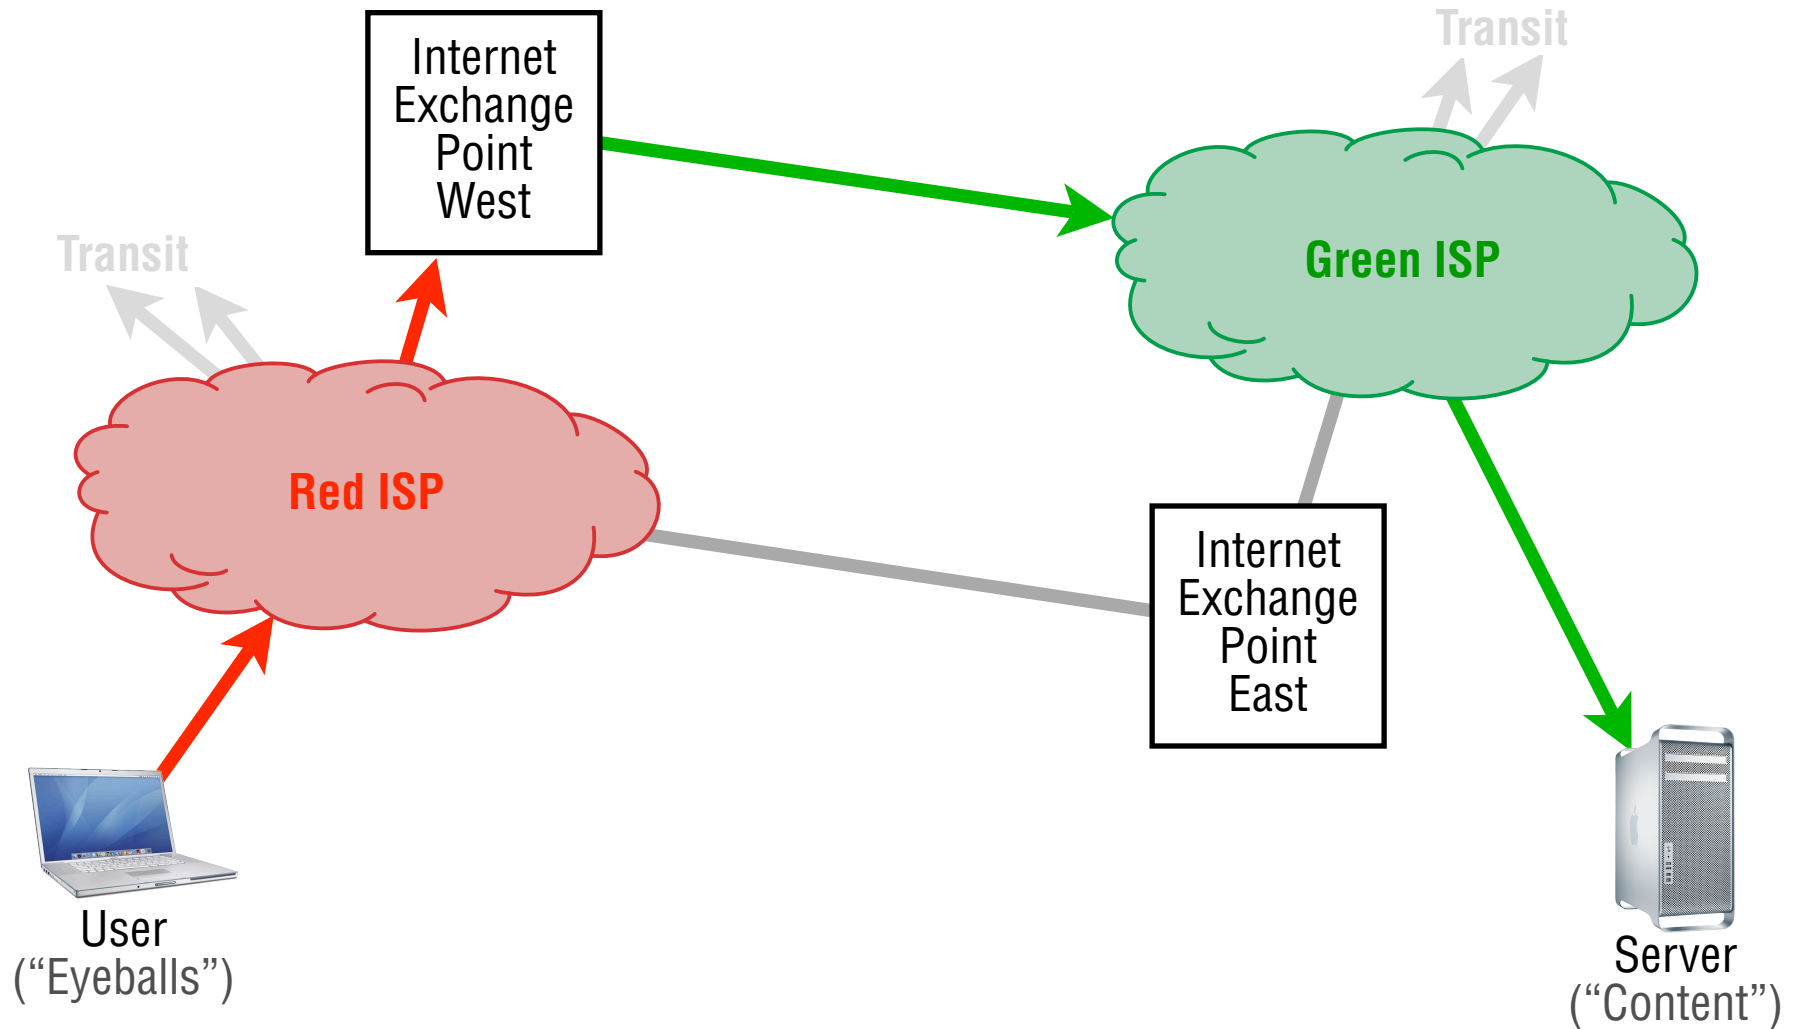 Internet
Exchange
Point
West
Transit
Transit
Green ISP
Red ISP
Internet
Exchange
Point
East
User
(“Eyeballs”)
Server
(“Content”)